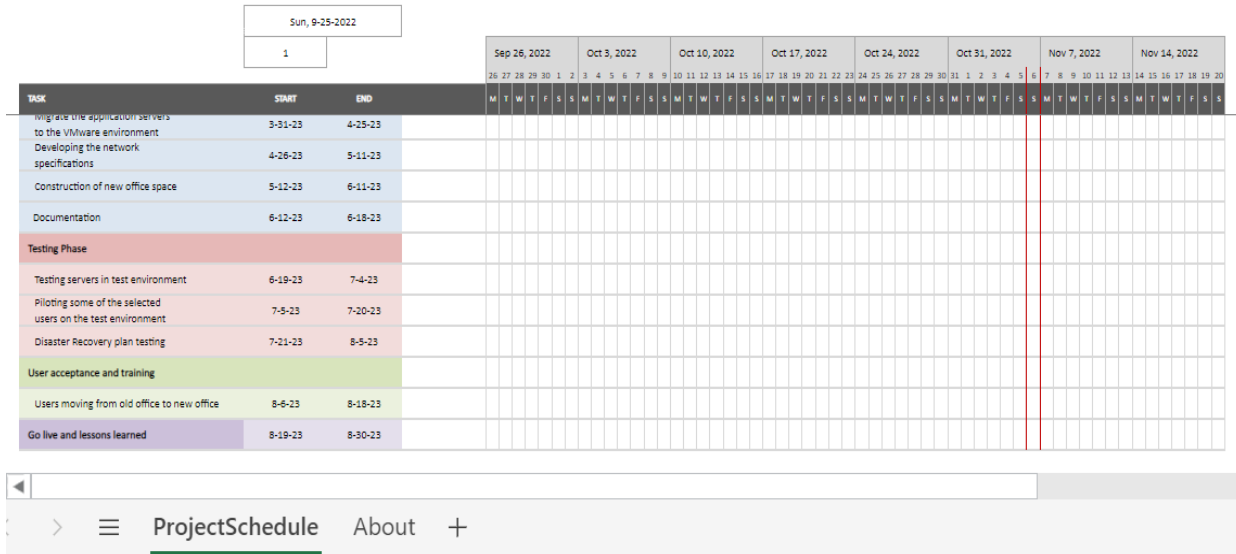 Sun, 9-25-2022
1
Sep 26, 2022 Oct 3, 2022 Oct 10, 2022 Oct 17, 2022 Oct 24, 2022 Oct 31, 2022 Nov 7, 2022 Nov 14, 2022
26 27 28 29 30 1 2 3 4 5 6 7 8 9 10 11 12 13 14 15 16 17 18 19 20 21 22 23 24 25 26 27 28 29 30 31 1 2 3 4 5 6 7 8 9 10 11 12 13 14 15 16 17 18 19 20
TASK START END M T W T F S S M T W T F S S M T W T F S S M T W T F S S M T W T F S S M T W T F S S M T W T F S S M T W T F S S
Migrate the application servers
to the VMware environment 3-31-23 4-25-23
Developing the network
specifications 4-26-23 5-11-23
Construction of new office space 5-12-23 6-11-23
Documentation 6-12-23 6-18-23
Testing Phase
Testing servers in test environment 6-19-23 7-4-23
Piloting some of the selected
users on the test environment 7-5-23 7-20-23
Disaster Recovery plan testing 7-21-23 8-5-23
User acceptance and training
Users moving from old office to new office 8-6-23 8-18-23
Go live and lessons learned 8-19-23 8-30-23
ProjectSchedule About